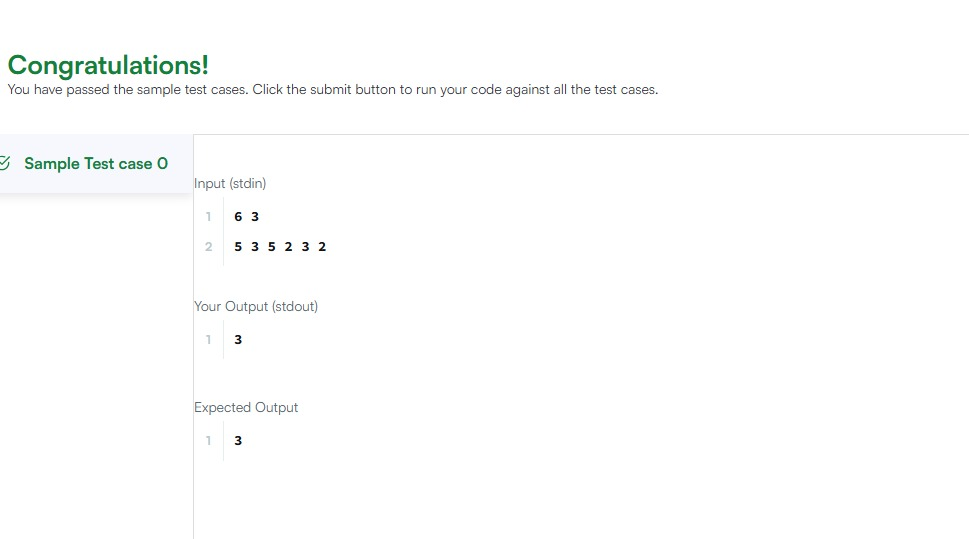 Congratulations!
You have passed the sample test cases. Click the submit button to run your code against all the test cases.
Sample Test case 0
Input (stdin)
1 6 3
2 5 3 5 2 3 2
Your Output (stdout)
1 3
Expected Output
1 3